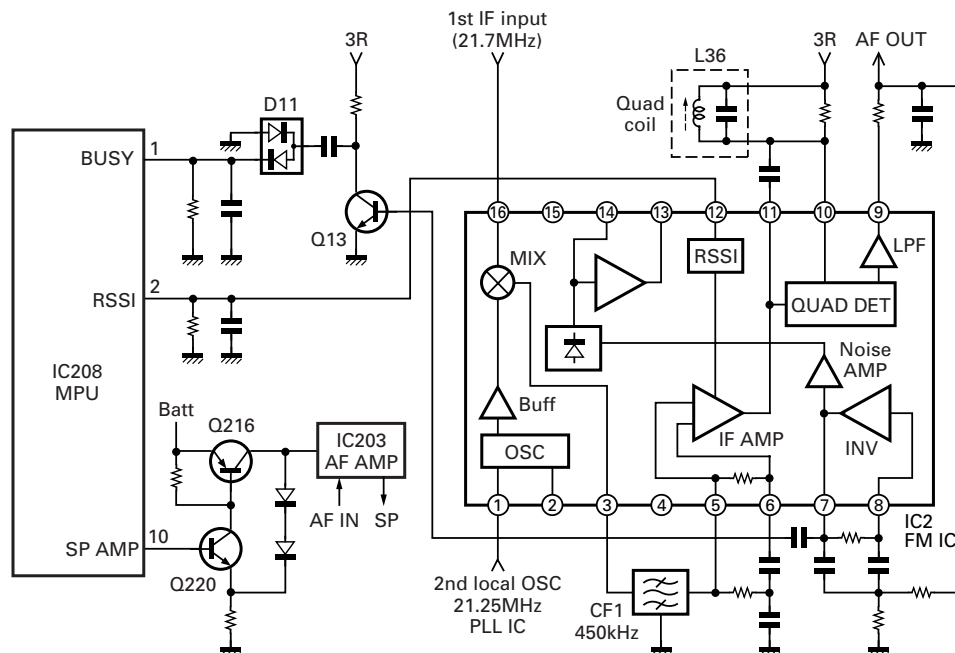 1st IF input
(21.7MHz)
3R
3R
AF OUT
L36
Quad
coil
D11
BUSY
1
Q13
16
15
14
13
12
11
10
9
MIX
RSSI
LPF
QUAD DET
RSSI
2
IC208
MPU
Noise
AMP
Buff
IF AMP
INV
OSC
Batt
Q216
IC203
AF AMP
AF IN
SP
SP AMP
10
Q220
1
2
3
4
5
6
7
8
IC2
FM IC
2nd local OSC
21.25MHz
PLL IC
CF1
450kHz